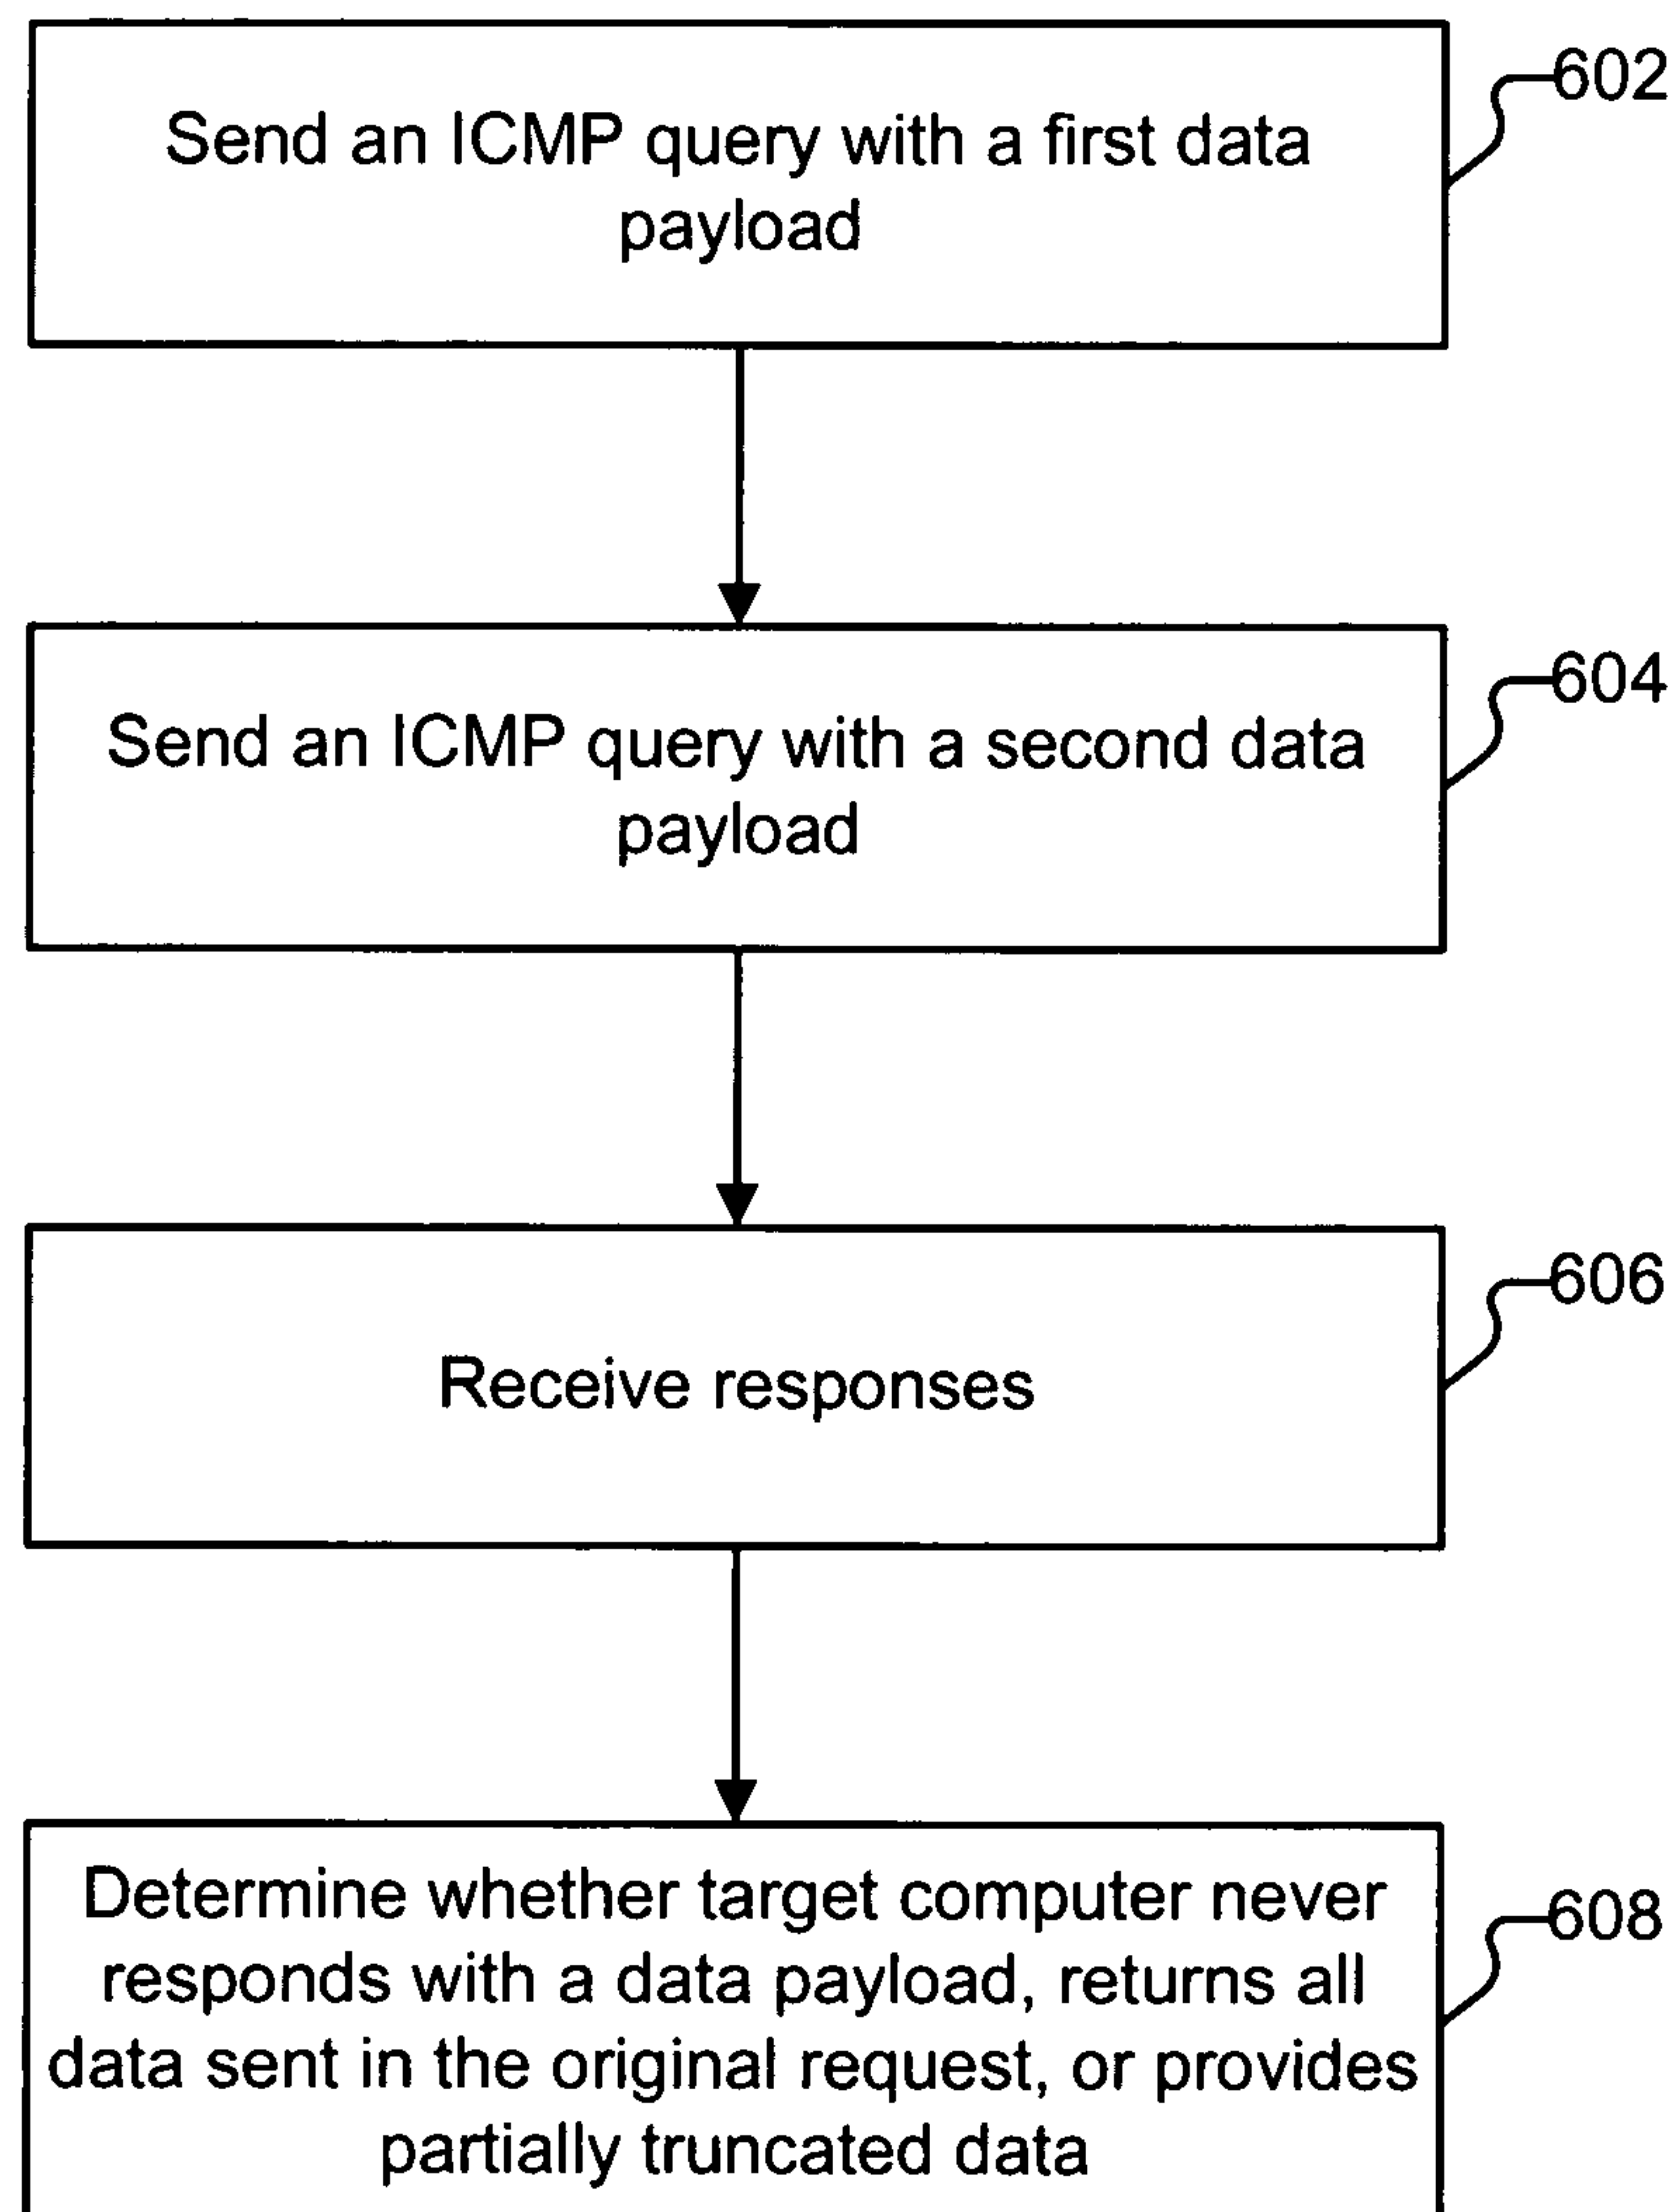 602
Send an ICMP query with a first data
payload
604
Send an ICMP query with a second data
payload
606
Receive responses
608
Determine whether target computer never
responds with a data payload, returns all
data sent in the original request, or provides
partially truncated data